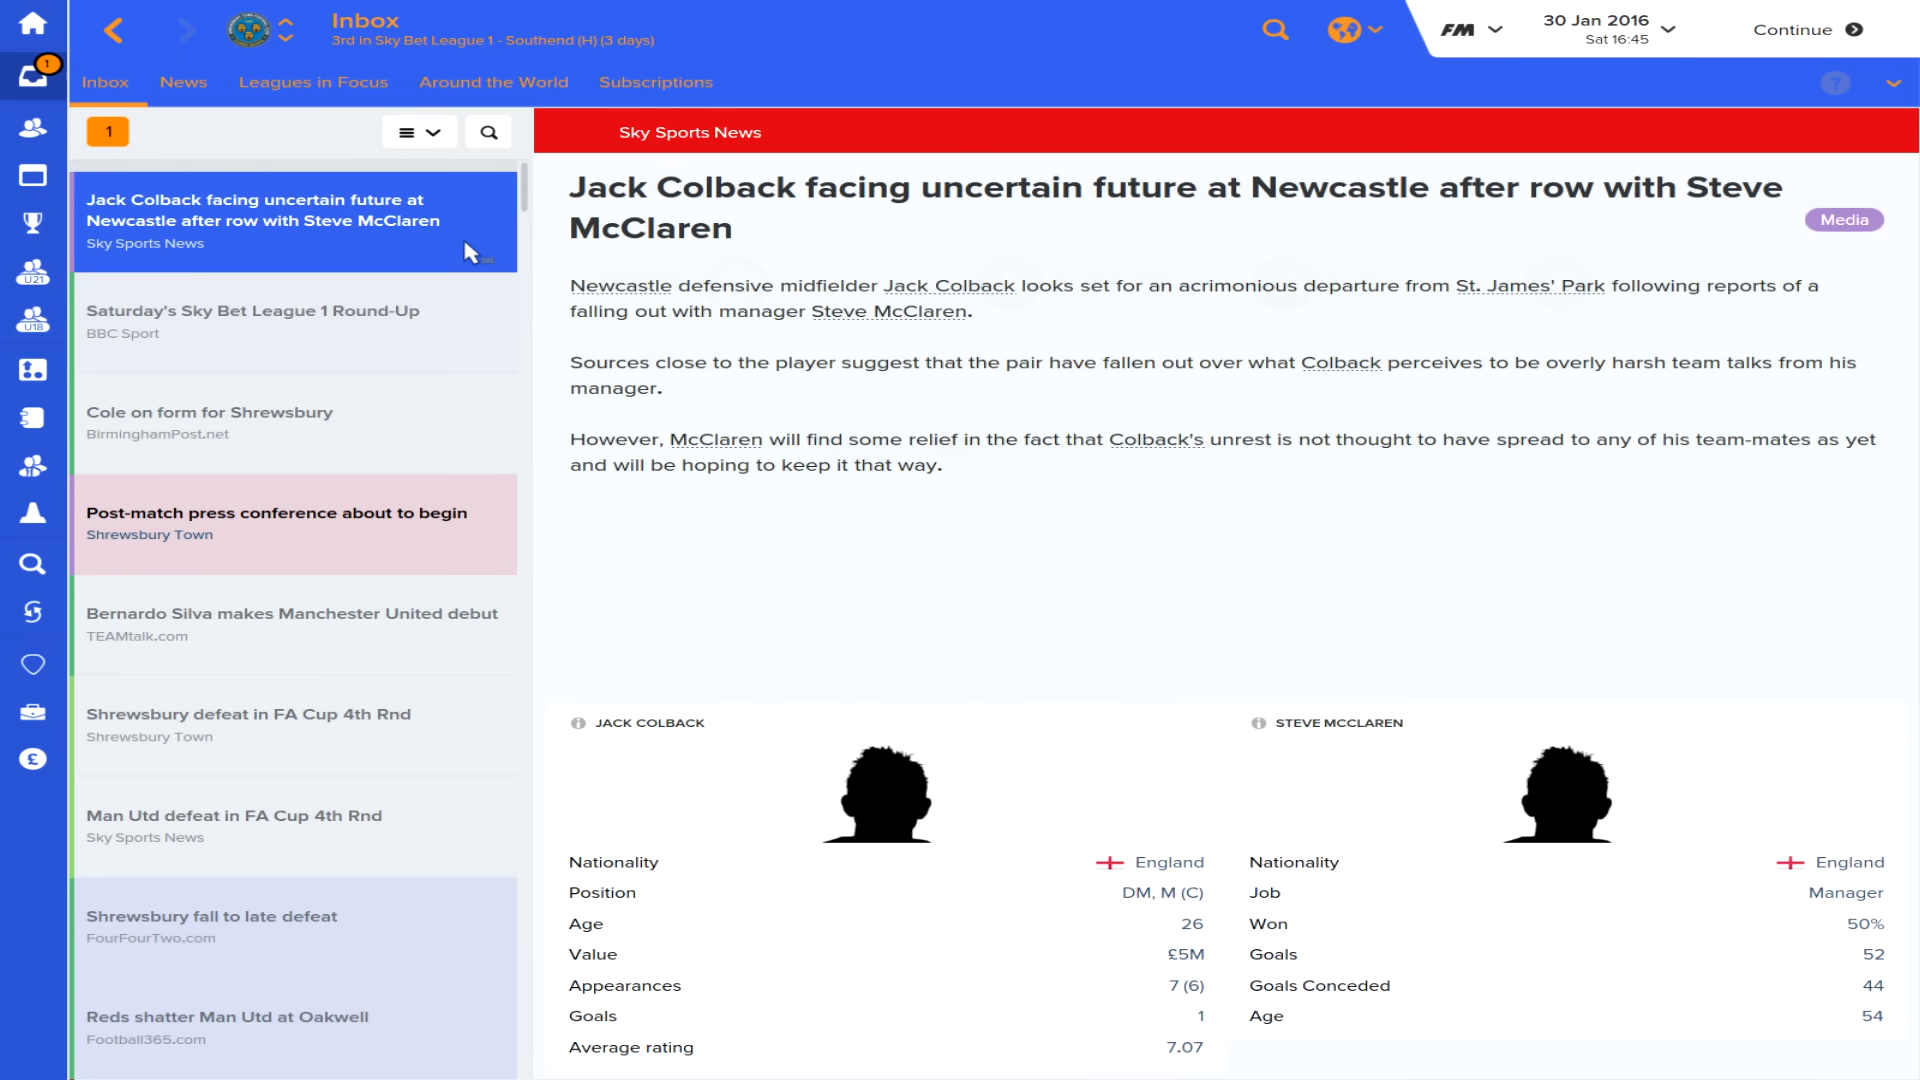 Inbox
3rd in Sky Bet League 1 - Southend (H) (3 days)
FM
30 Jan 2016
Sat 16:45
Continue
1
Inbox
News
Leagues in Focus
Around the World
Subscriptions
?
U21
U18
£
1
Jack Colback facing uncertain future at
Newcastle after row with Steve McClaren
Sky Sports News
Saturday's Sky Bet League 1 Round-Up
BBC Sport
Cole on form for Shrewsbury
BirminghamPost.net
Post-match press conference about to begin
Shrewsbury Town
Bernardo Silva makes Manchester United debut
TEAMtalk.com
Shrewsbury defeat in FA Cup 4th Rnd
Shrewsbury Town
Man Utd defeat in FA Cup 4th Rnd
Sky Sports News
Shrewsbury fall to late defeat
FourFourTwo.com
Reds shatter Man Utd at Oakwell
Football365.com
Sky Sports News
Jack Colback facing uncertain future at Newcastle after row with Steve
McClaren
Media
Newcastle defensive midfielder Jack Colback looks set for an acrimonious departure from St. James' Park following reports of a
falling out with manager Steve McClaren.
Sources close to the player suggest that the pair have fallen out over what Colback perceives to be overly harsh team talks from his
manager.
However, McClaren will find some relief in the fact that Colback's unrest is not thought to have spread to any of his team-mates as yet
and will be hoping to keep it that way.
JACK COLBACK
Nationality England
Position DM, M (C)
Age 26
Value £5M
Appearances 7 (6)
Goals 1
Average rating 7.07
STEVE MCCLAREN
Nationality England
Job Manager
Won 50%
Goals 52
Goals Conceded 44
Age 54